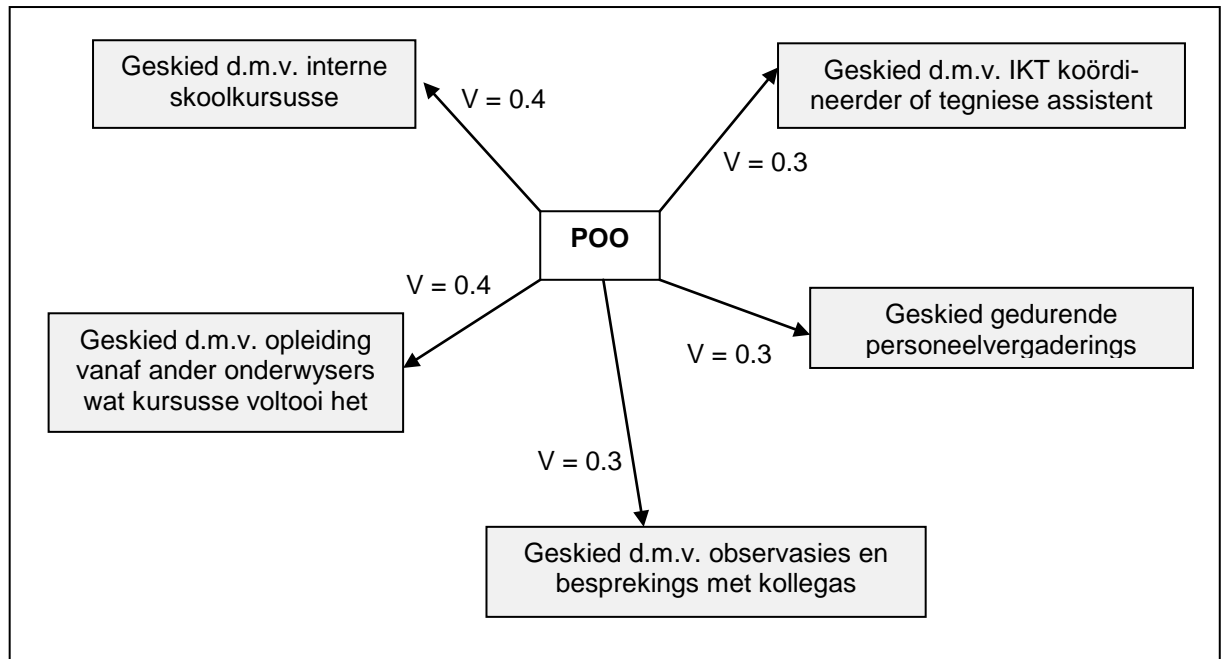 Geskied d.m.v. interne
skoolkursusse
V = 0.4
Geskied d.m.v. IKT koördi-
neerder of tegniese assistent
V = 0.3
POO
V = 0.4
Geskied d.m.v. opleiding
vanaf ander onderwysers
wat kursusse voltooi het
Geskied gedurende
personeelvergaderings
V = 0.3
V = 0.3
Geskied d.m.v. observasies en
besprekings met kollegas